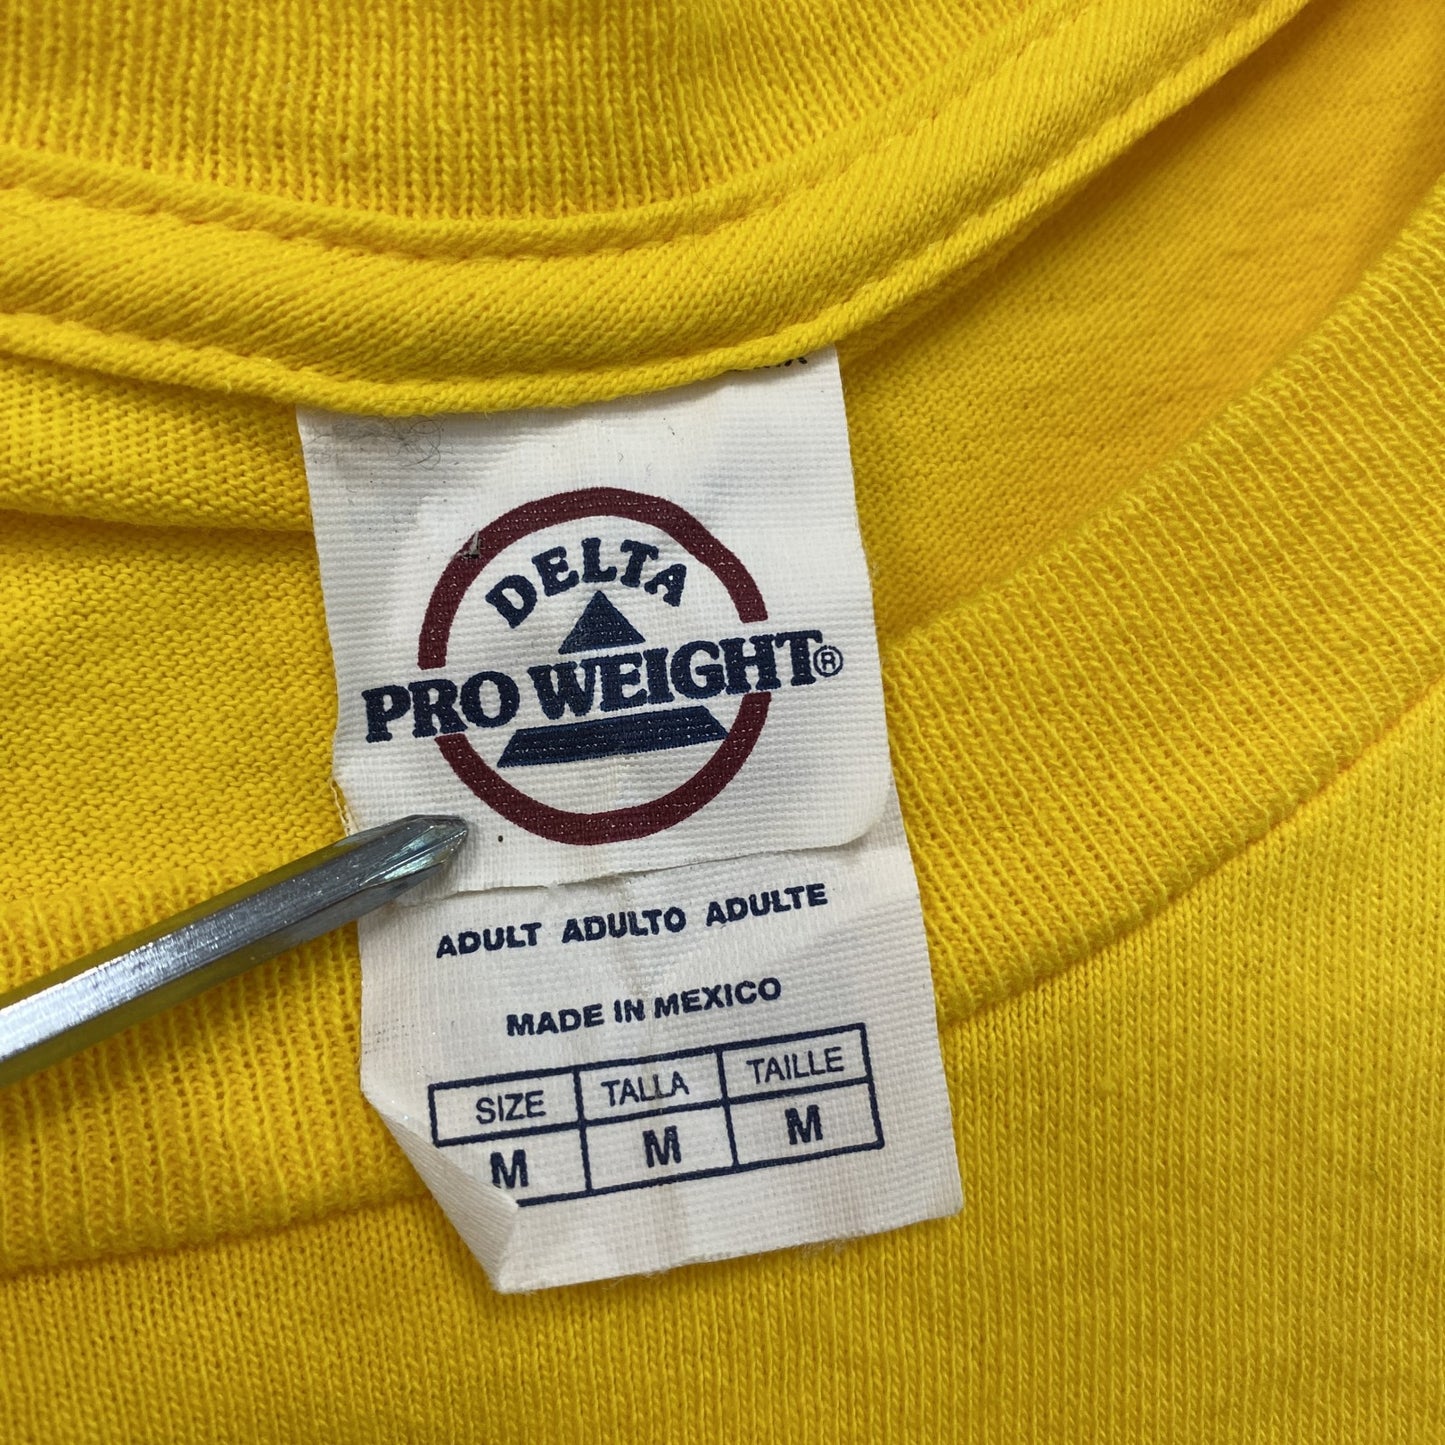 DELTA
PRO WEIGHT®
ADULT ADULTO ADULTE
MADE IN MEXICO
SIZE TALLA TAILLE
M M M